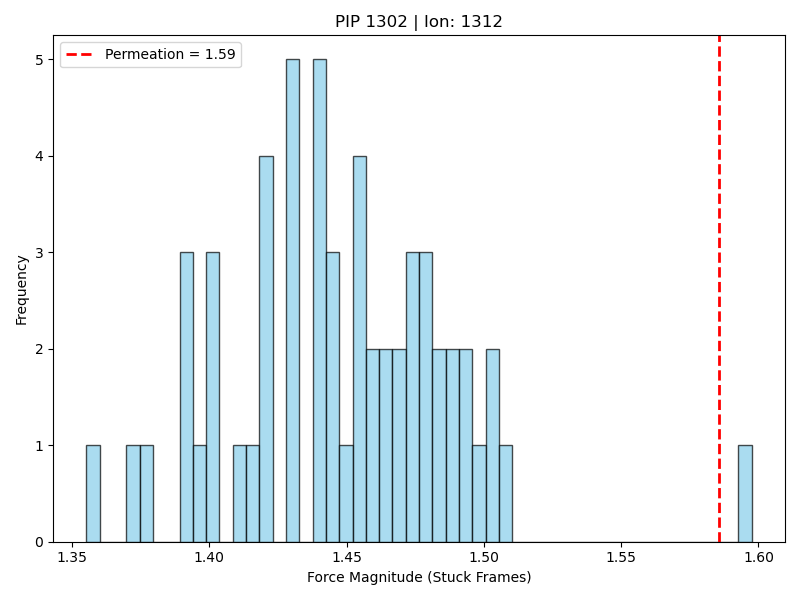 PIP 1302 | Ion: 1312
Permeation = 1.59
Frequency
5
4
3
2
1
0
1.35 1.40 1.45 1.50 1.55 1.60
Force Magnitude (Stuck Frames)